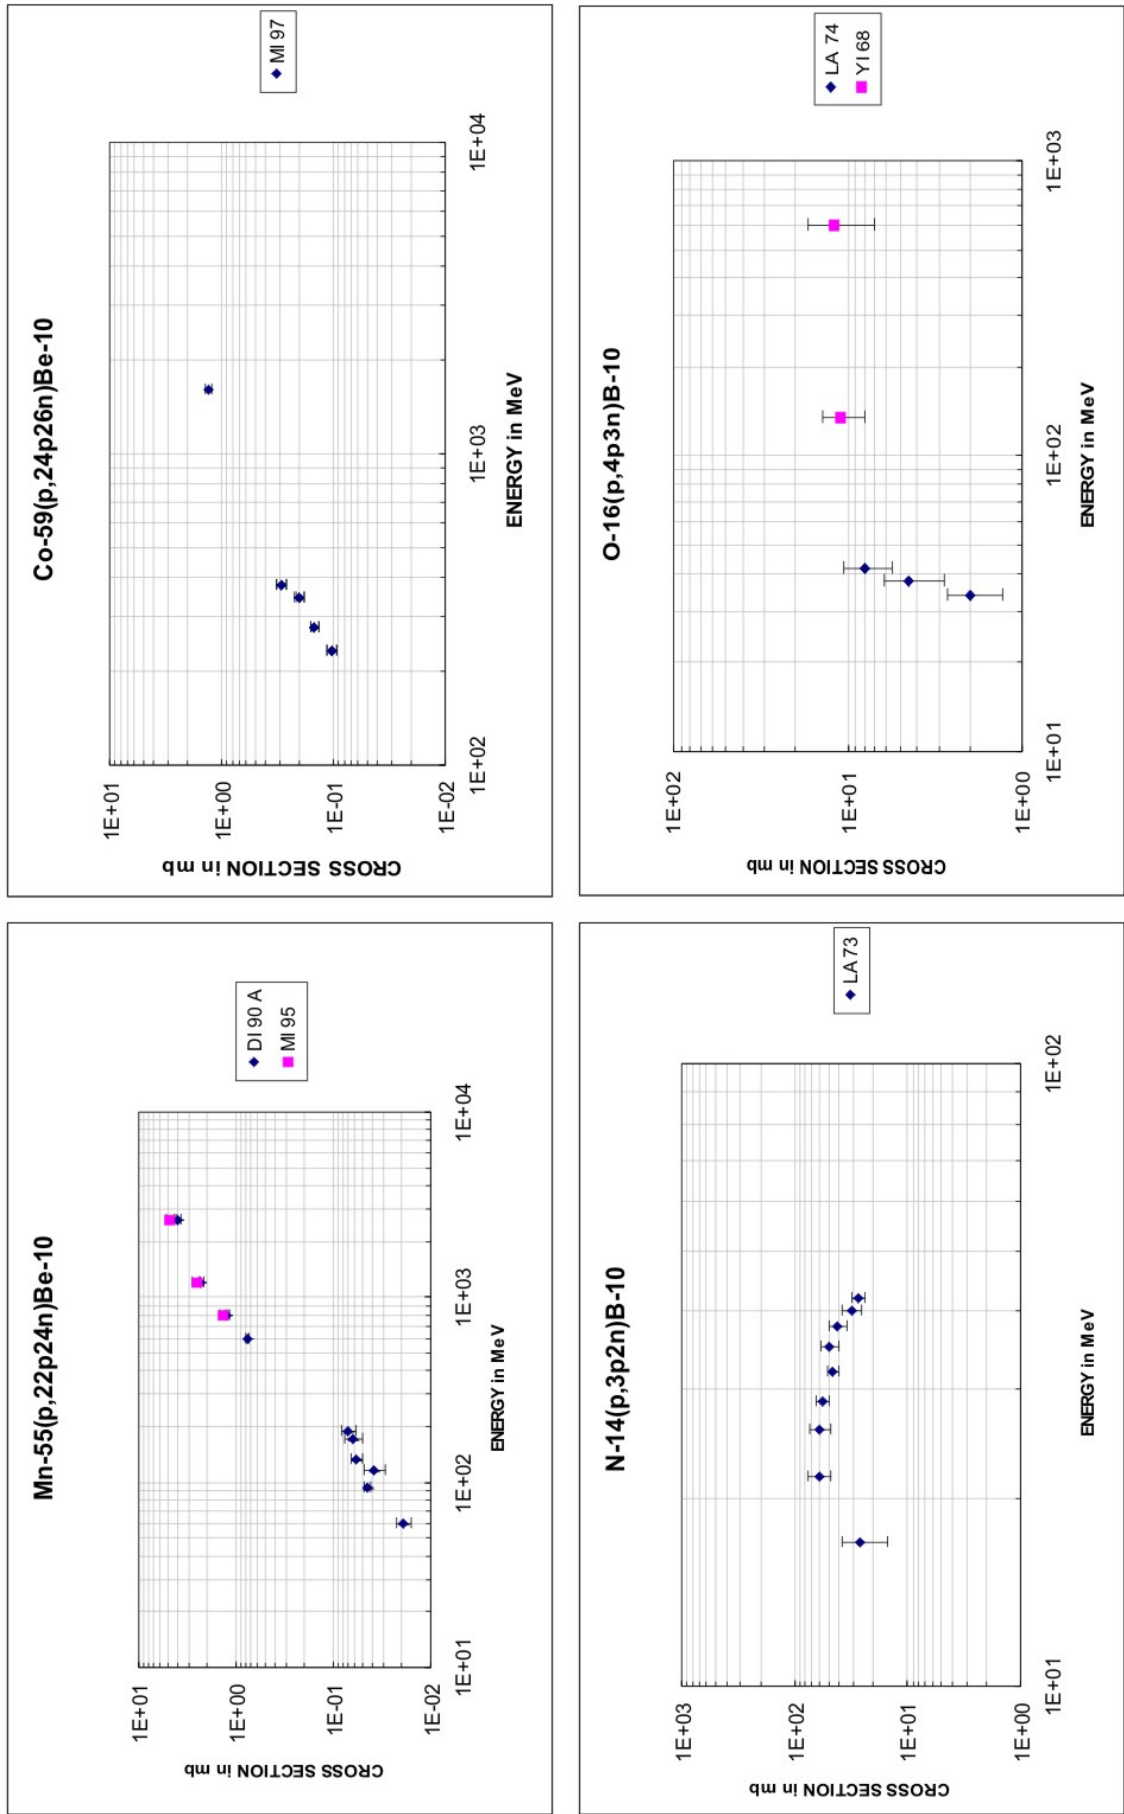 Mn-55(p,22p24n)Be-10
CROSS SECTION in mb
1E+01
1E+00
1E-01
1E-02
1E+01
1E+02
1E+03
1E+04
ENERGY in MeV
DI 90 A
MI 95
Co-59(p,24p26n)Be-10
CROSS SECTION in mb
1E+01
1E+00
1E-01
1E-02
1E+02
1E+03
1E+04
ENERGY in MeV
MI 97
N-14(p,3p2n)B-10
CROSS SECTION in mb
1E+03
1E+02
1E+01
1E+00
1E+01
1E+02
ENERGY in MeV
LA 73
O-16(p,4p3n)B-10
CROSS SECTION in mb
1E+02
1E+01
1E+00
1E+01
1E+02
1E+03
ENERGY in MeV
LA 74
YI 68